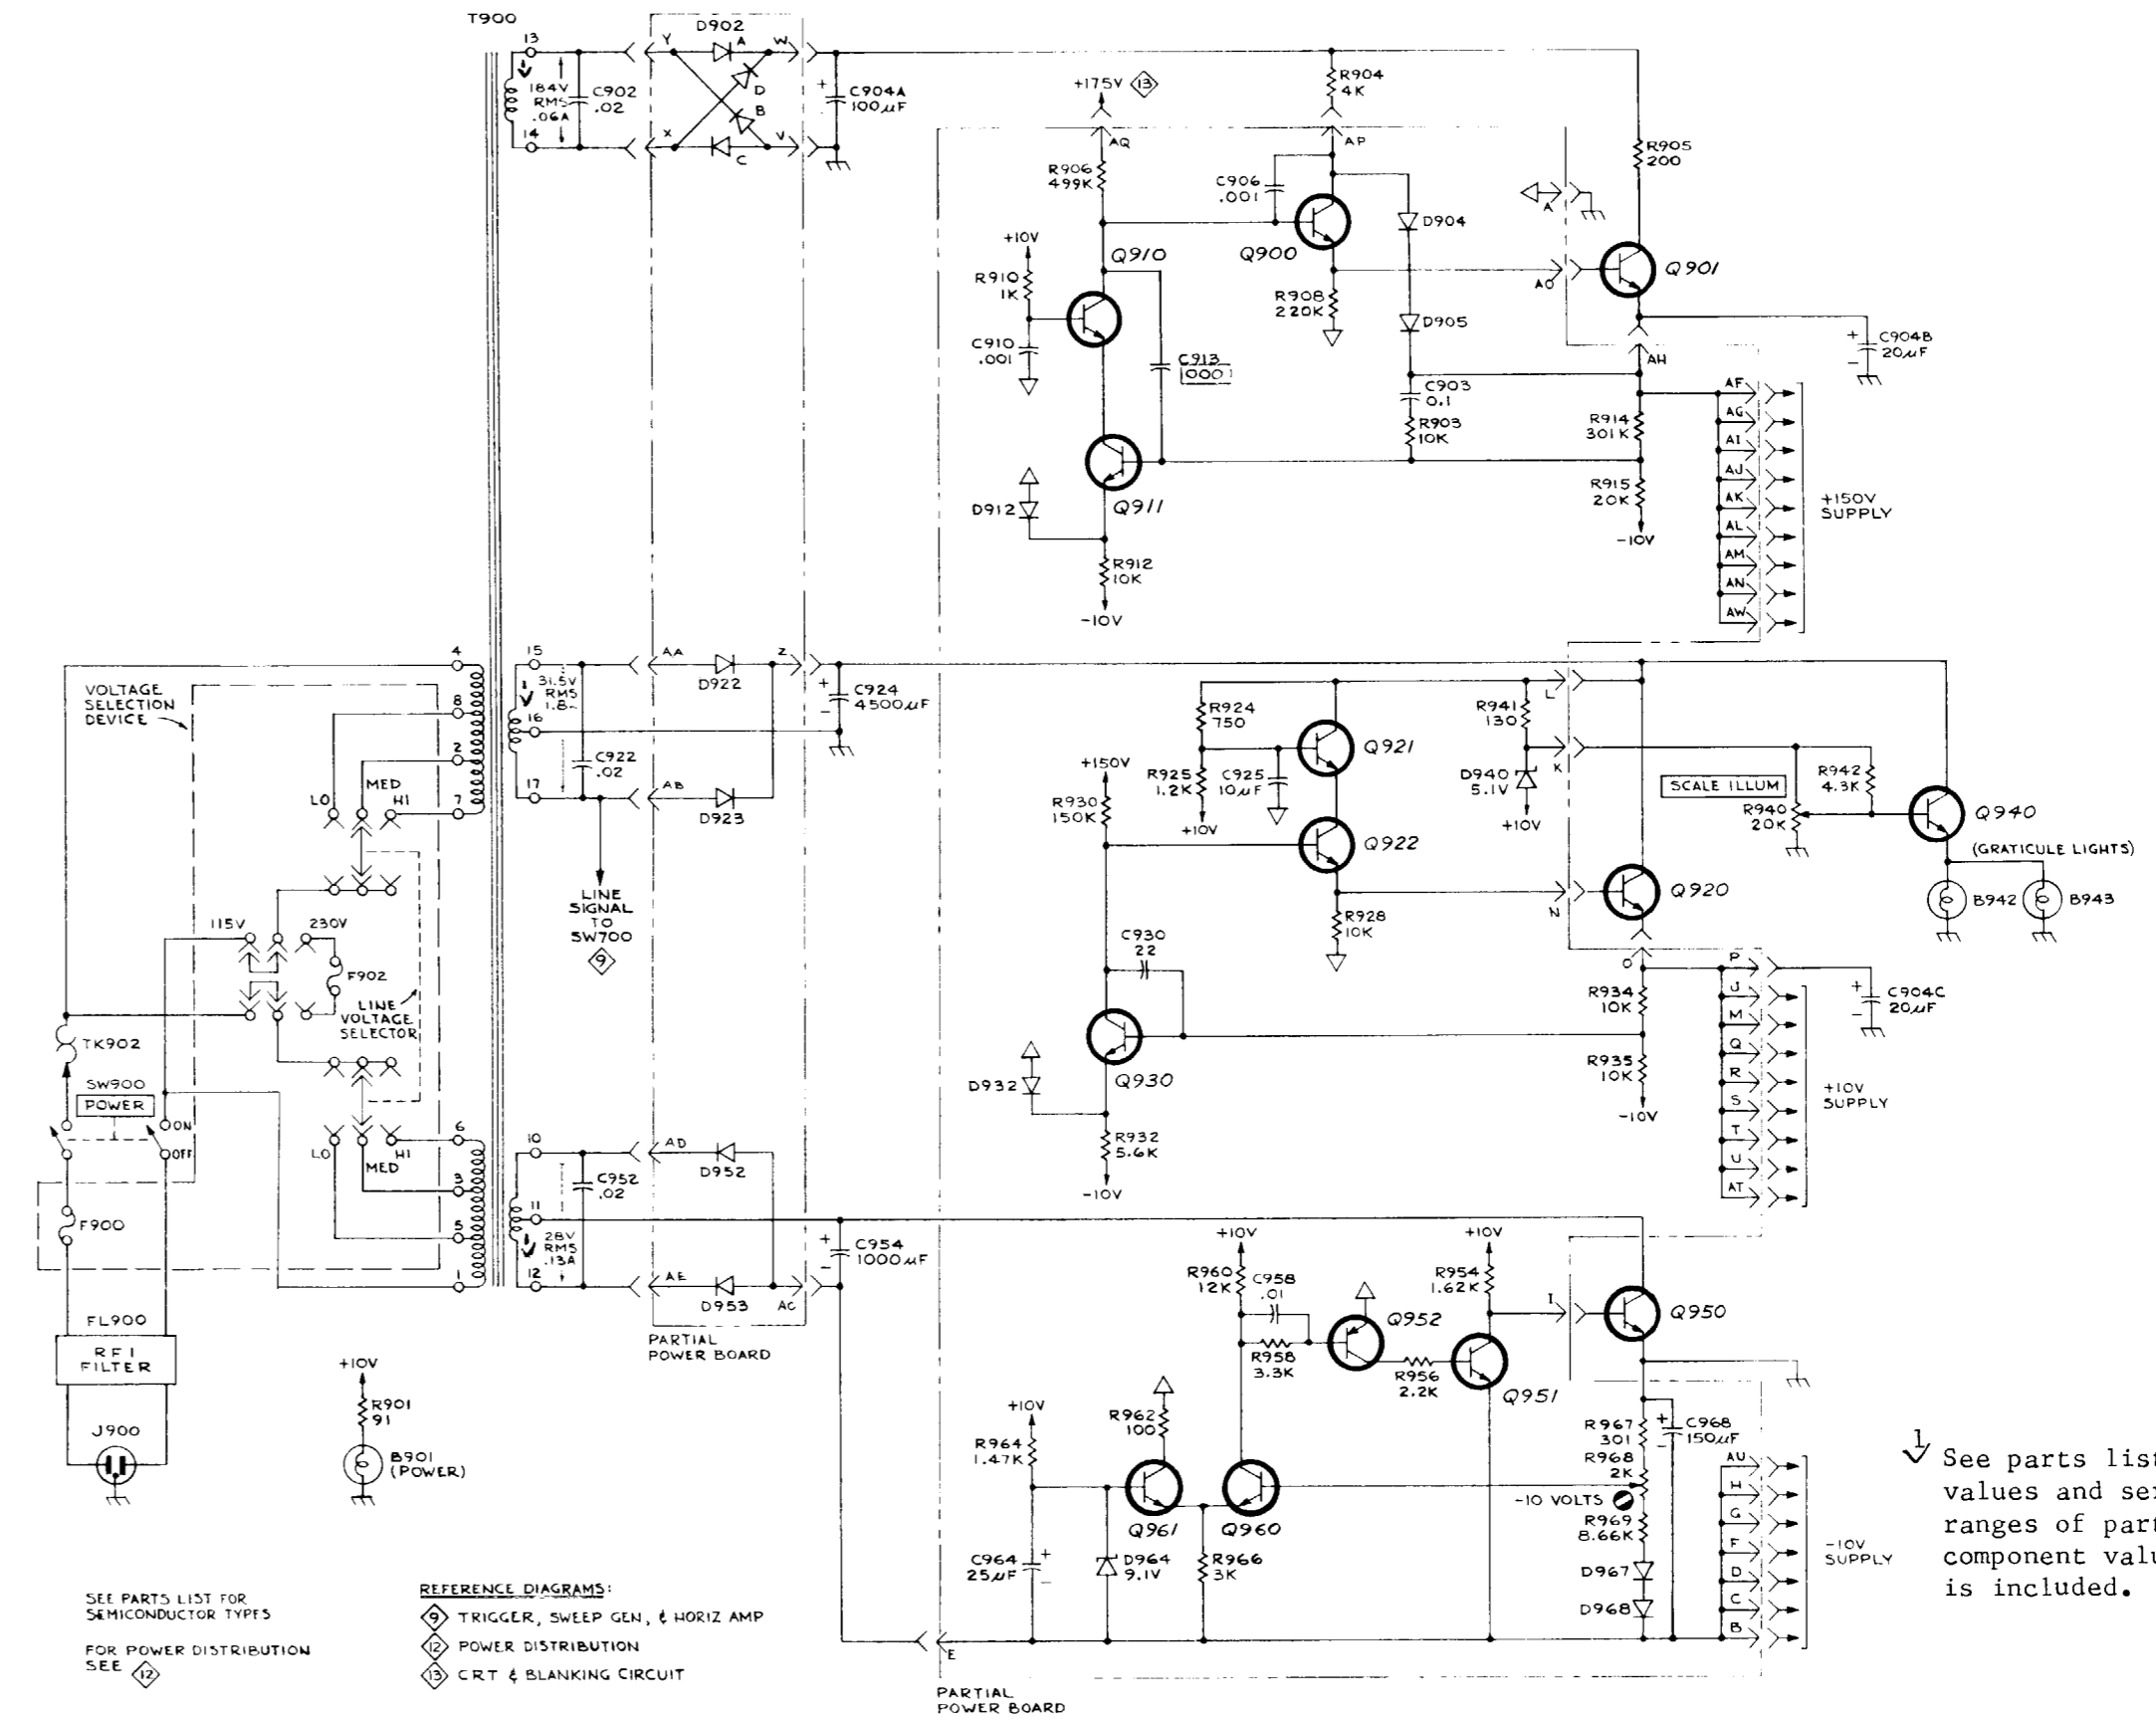 T900
D902
13
Y
A
W
184V
RMS
.06A
C902
.02
D
B
C904A
100µF
14
X
C
V
+
+175V 13
R904
4K
AQ
AP
R906
499K
C906
.001
R905
200
A
D904
+10V
Q910
Q900
Q901
R910
1K
R908
220K
AO
D905
C910
.001
C913
C904B
20µF
+
–
AH
C903
0.1
R903
10K
R914
301K
AF
AG
AI
AJ
AK
AL
AM
AN
AW
+150V
SUPPLY
D912
Q911
R915
20K
-10V
R912
10K
-10V
VOLTAGE
SELECTION
DEVICE
4
8
2
7
LO
MED
HI
15
31.5V
RMS
16
17
AA
Z
D922
C922
.02
AB
D923
+
–
C924
4500µF
LINE
SIGNAL
TO
SW700
9
R924
750
Q921
R941
130
L
+150V
R925
1.2K
C925
10µF
D940
5.1V
K
SCALE ILLUM
R942
4.3K
R930
150K
+10V
+10V
R940
20K
Q940
Q922
(GRATICULE LIGHTS)
Q920
B942
B943
N
R928
10K
C930
22
115V
230V
F902
LINE
VOLTAGE
SELECTOR
TK902
SW900
POWER
ON
OFF
O
P
J
M
Q
R
S
T
U
AT
R934
10K
R935
10K
-10V
+
–
C904C
20µF
+10V
SUPPLY
D932
Q930
R932
5.6K
-10V
LO
MED
HI
6
3
5
1
F900
10
AD
D952
C952
.02
11
28V
RMS
.13A
12
AE
D953
AC
+
–
C954
1000µF
PARTIAL
POWER BOARD
+10V
R960
12K
C958
.01
+10V
R954
1.62K
I
Q950
Q952
R958
3.3K
R956
2.2K
Q951
FL900
RFI
FILTER
+10V
R901
91
J900
B901
(POWER)
+10V
R964
1.47K
R962
100
R967
301
+
–
C968
150µF
R968
2K
-10 VOLTS
R969
8.66K
Q961
Q960
C964
25µF
+
–
D964
9.1V
R966
3K
D967
D968
AU
H
G
F
D
C
B
-10V
SUPPLY
E
1
See parts list
values and
ranges of
component
is included.
SEE PARTS LIST FOR
SEMICONDUCTOR TYPES
FOR POWER DISTRIBUTION
SEE 12
REFERENCE DIAGRAMS:
9 TRIGGER, SWEEP GEN, & HORIZ AMP
12 POWER DISTRIBUTION
13 CRT & BLANKING CIRCUIT
PARTIAL
POWER BOARD